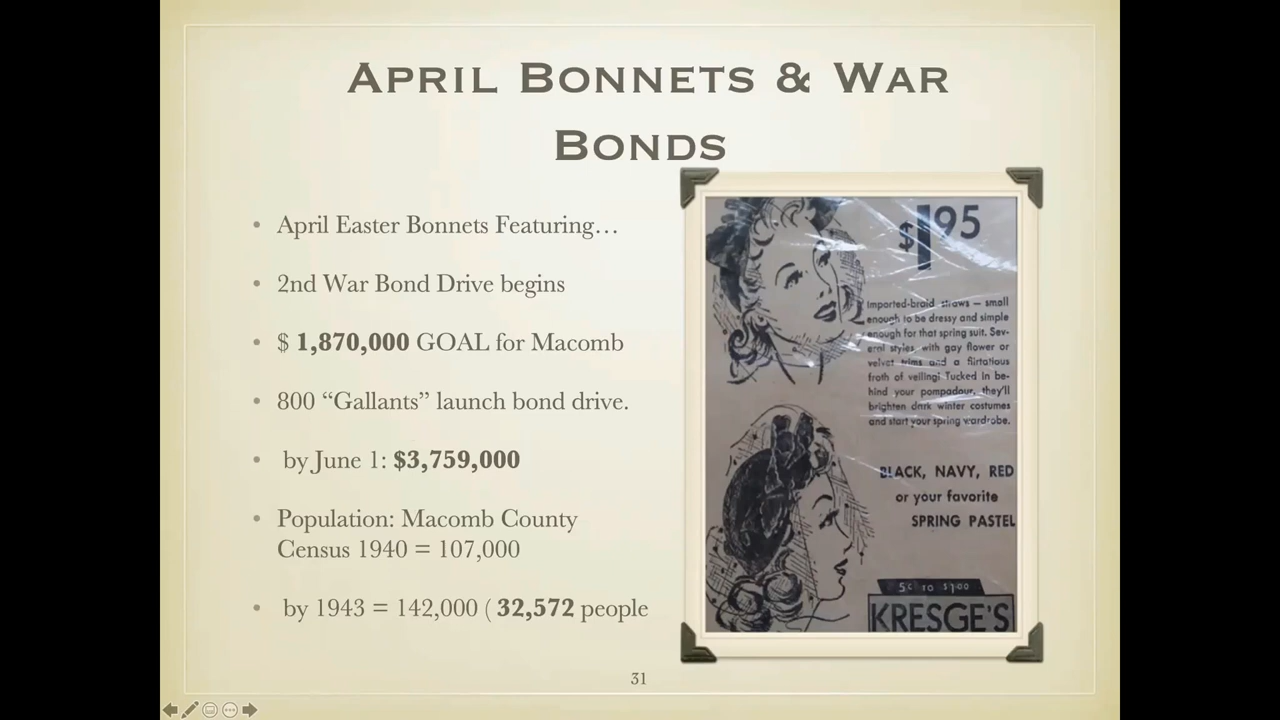 April Bonnets & War
Bonds
• April Easter Bonnets Featuring…
• 2nd War Bond Drive begins
• $ 1,870,000 GOAL for Macomb
• 800 “Gallants” launch bond drive.
• by June 1: $3,759,000
• Population: Macomb County
Census 1940 = 107,000
• by 1943 = 142,000 ( 32,572 people
$1.95
Imported-braid straws — small
enough to be dressy and simple
enough for that spring suit. Sev-
eral styles, with gay flower or
velvet trims and a flirtatious
froth of veiling! Tucked in be-
hind your pompadour, they'll
brighten dark winter costumes
and start your spring wardrobe.
BLACK, NAVY, RED
or your favorite
SPRING PASTEL
5c TO $1.00
KRESGE'S
31